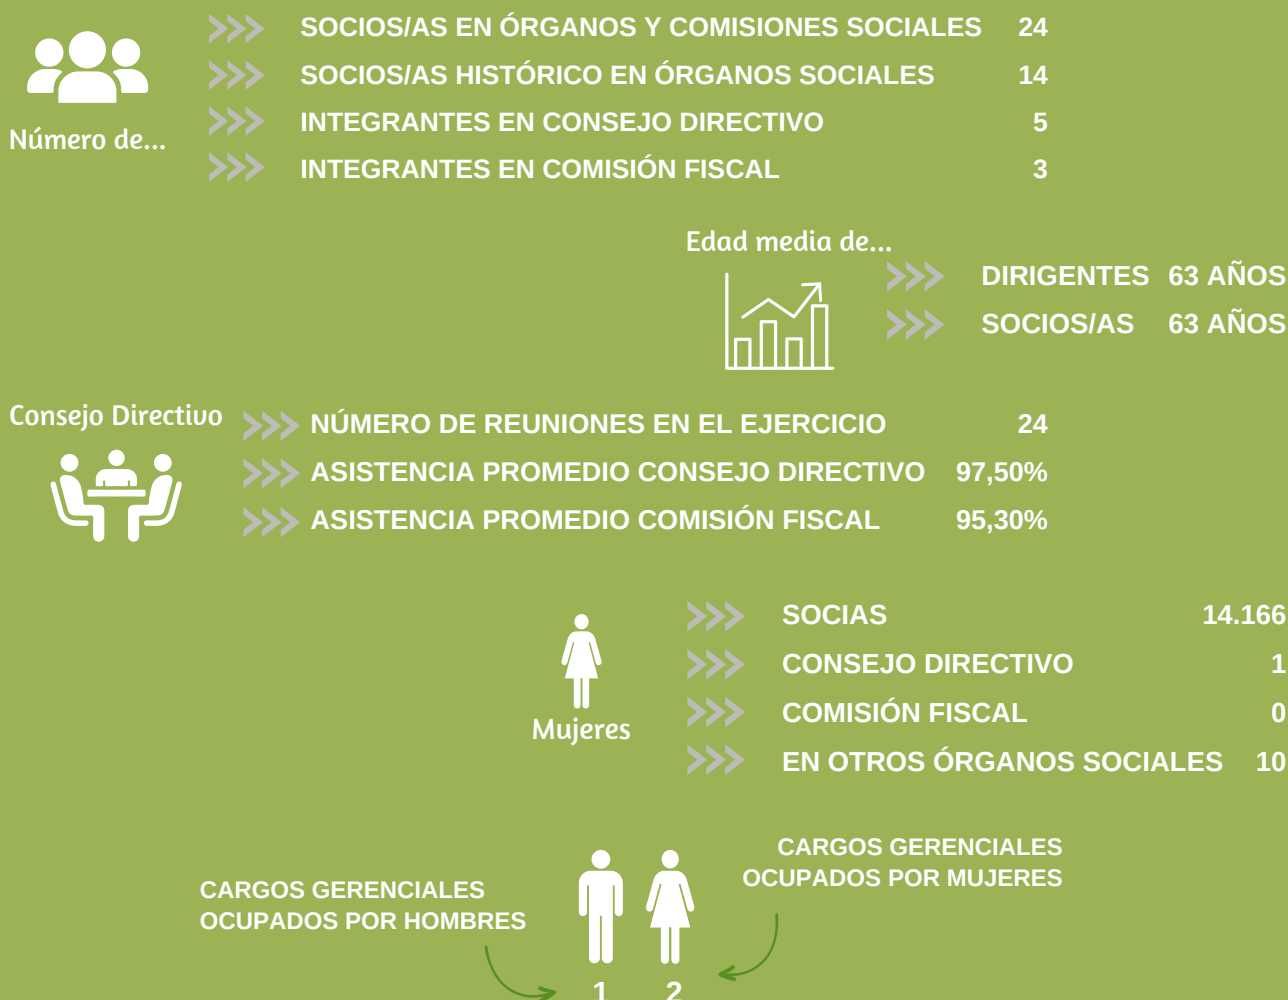 SOCIOS/AS EN ÓRGANOS Y COMISIONES SOCIALES 24
SOCIOS/AS HISTÓRICO EN ÓRGANOS SOCIALES 14
INTEGRANTES EN CONSEJO DIRECTIVO 5
INTEGRANTES EN COMISIÓN FISCAL 3
Número de...
Edad media de...
DIRIGENTES 63 AÑOS
SOCIOS/AS 63 AÑOS
Consejo Directivo
NÚMERO DE REUNIONES EN EL EJERCICIO 24
ASISTENCIA PROMEDIO CONSEJO DIRECTIVO 97,50%
ASISTENCIA PROMEDIO COMISIÓN FISCAL 95,30%
Mujeres
SOCIAS 14.166
CONSEJO DIRECTIVO 1
COMISIÓN FISCAL 0
EN OTROS ÓRGANOS SOCIALES 10
CARGOS GERENCIALES
OCUPADOS POR HOMBRES
1
CARGOS GERENCIALES
OCUPADOS POR MUJERES
2